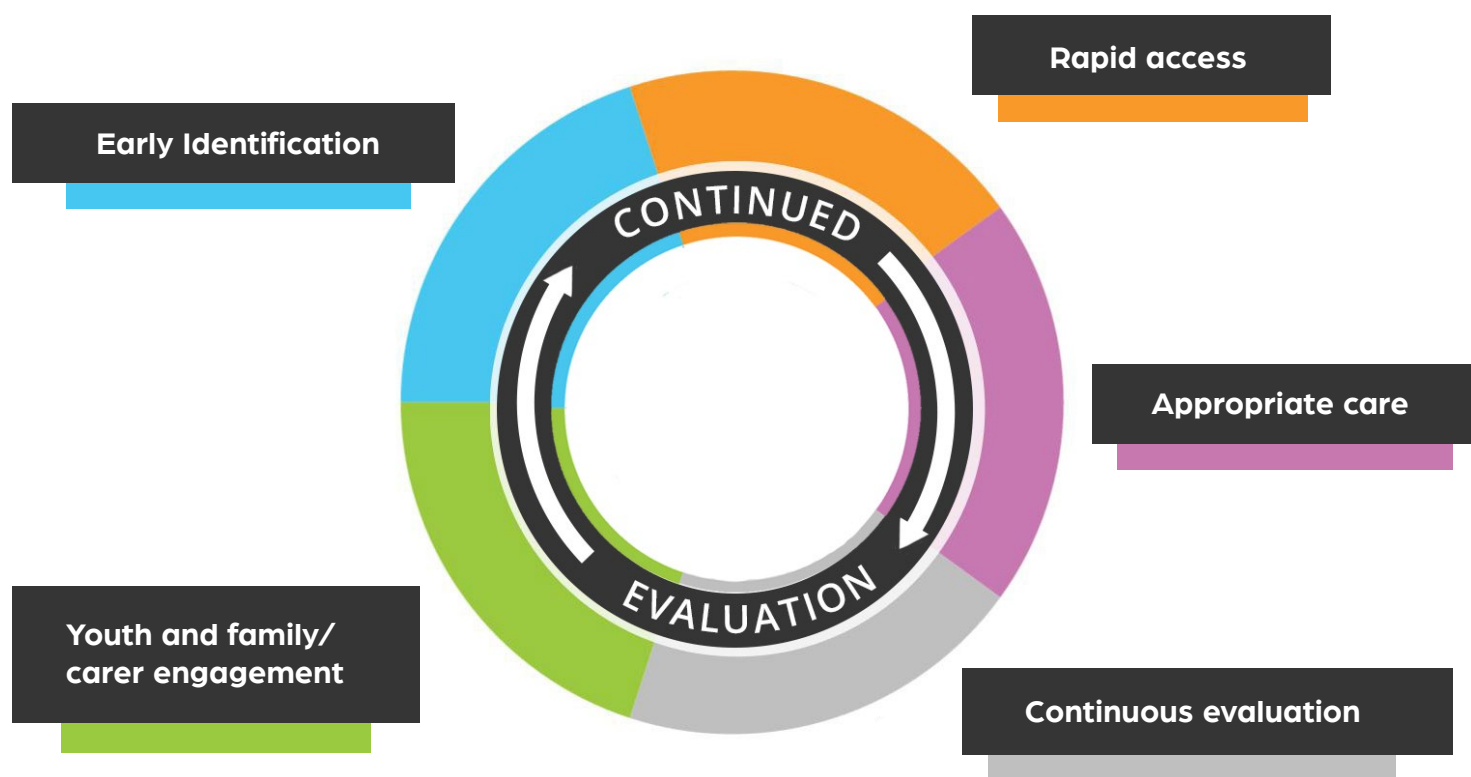 Rapid access
Early Identification
CONTINUED
Appropriate care
EVALUATION
Youth and family/
carer engagement
Continuous evaluation